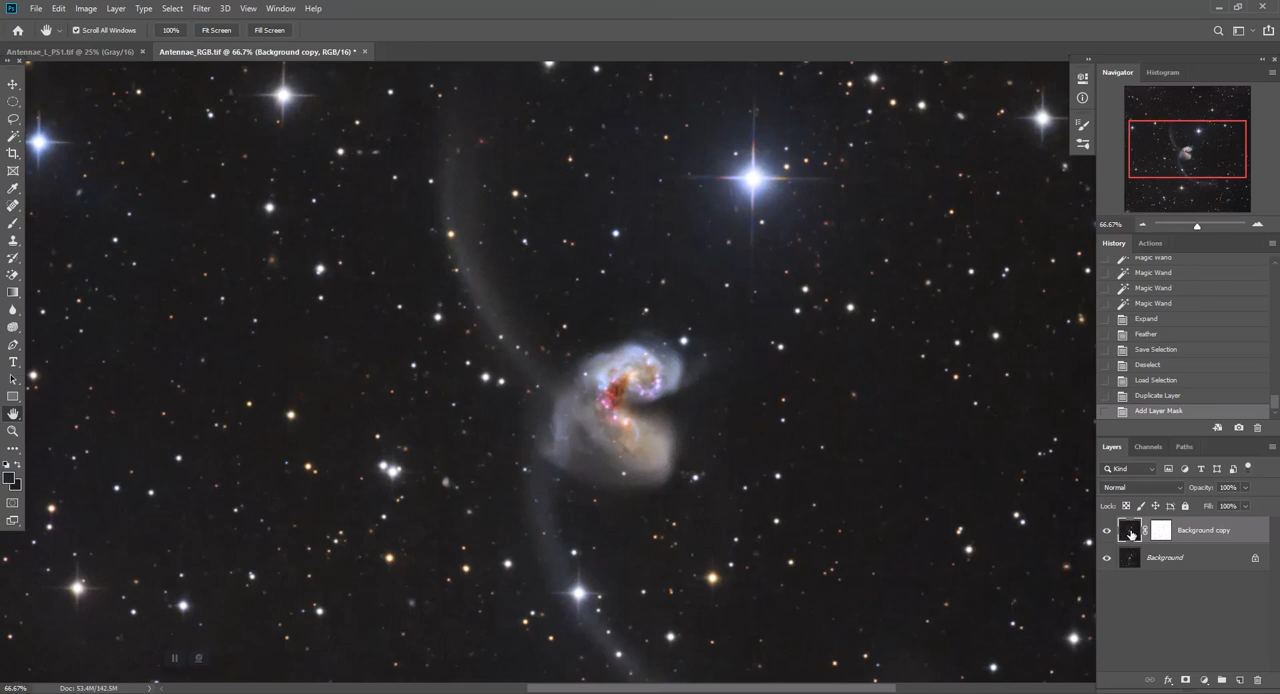 Ps File Edit Image Layer Type Select Filter 3D View Window Help
Scroll All Windows 100% Fit Screen Fill Screen
Antennae_L_PS1.tif @ 25% (Gray/16) × Antennae_RGB.tif @ 66.7% (Background copy, RGB/16) * ×
Navigator Histogram
66.67%
History Actions
Magic Wand
Magic Wand
Magic Wand
Magic Wand
Expand
Feather
Save Selection
Deselect
Load Selection
Duplicate Layer
Add Layer Mask
Layers Channels Paths
Kind
Normal Opacity: 100%
Lock: Fill: 100%
Background copy
Background
66.67% Doc: 53.4M/142.5M